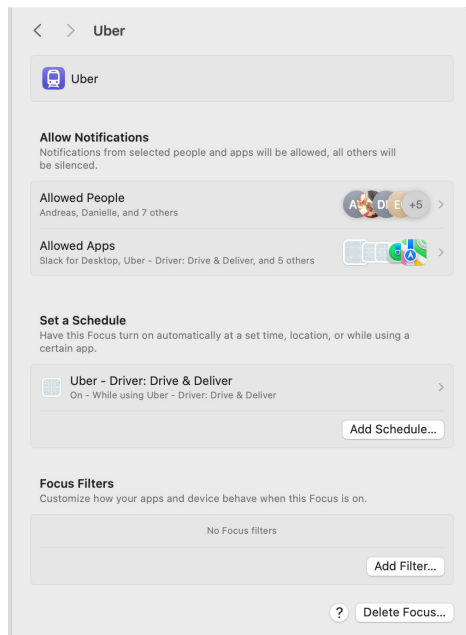 Uber
Uber
Allow Notifications
Notifications from selected people and apps will be allowed, all others will
be silenced.
Allowed People
Andreas, Danielle, and 7 others
A DI E +5
Allowed Apps
Slack for Desktop, Uber - Driver: Drive & Deliver, and 5 others
Set a Schedule
Have this Focus turn on automatically at a set time, location, or while using a
certain app.
Uber - Driver: Drive & Deliver
On - While using Uber - Driver: Drive & Deliver
Add Schedule...
Focus Filters
Customize how your apps and device behave when this Focus is on.
No Focus filters
Add Filter...
? Delete Focus...